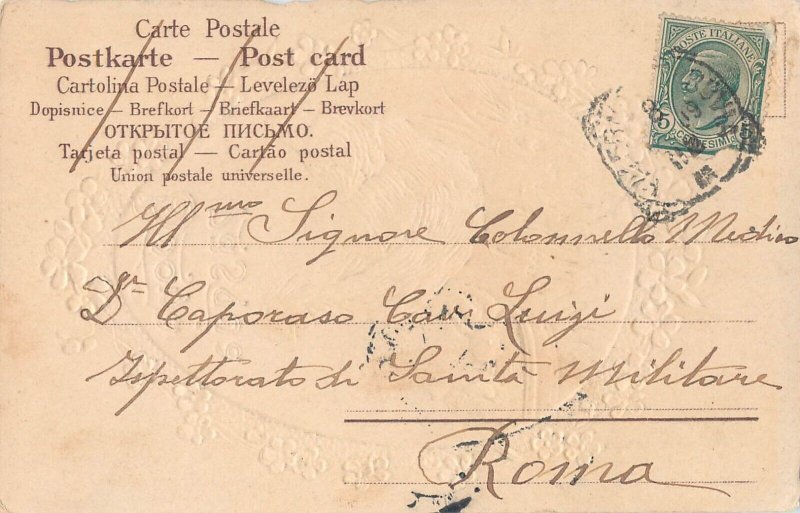 Carte Postale
Postkarte — Post card
Cartolina Postale — Levelező Lap
Dopisnice — Brefkort — Briefkaart — Brevkort
ОТКРЫТОЕ ПИСЬМО.
Tarjeta postal — Cartão postal
Union postale universelle.
POSTE ITALIANE
5 CENTESIMI
Ill.mo Signore Colonnello Medico
Dr Caporaso Cav. Luigi
Ispettorato di Sanità Militare
Roma